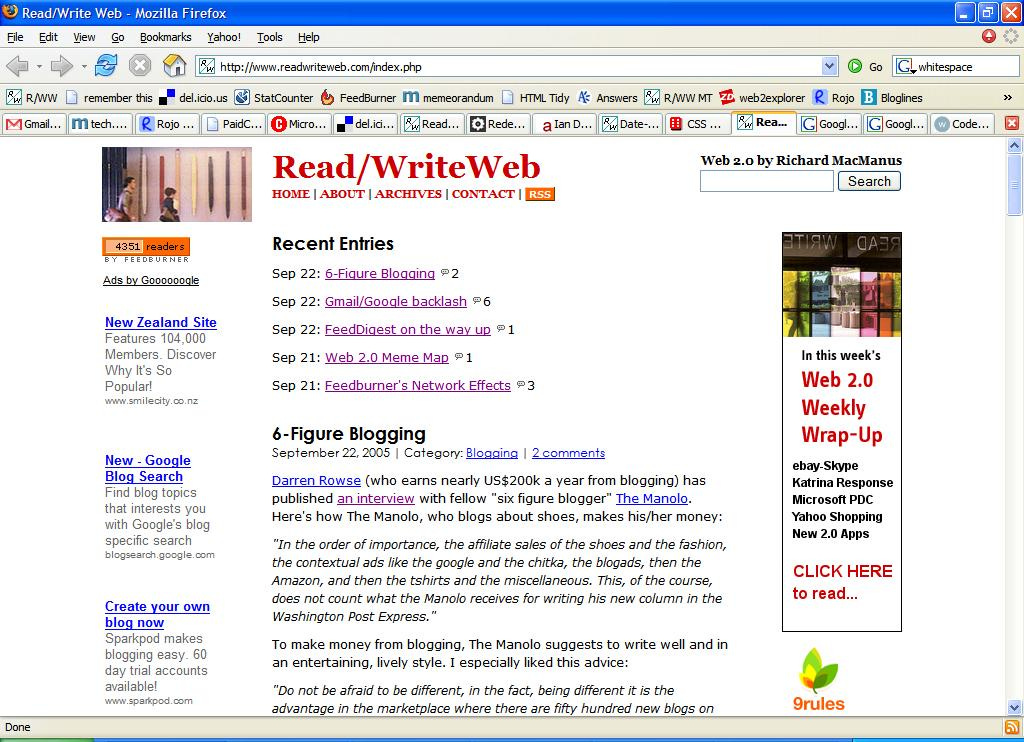 Read/Write Web - Mozilla Firefox
File Edit View Go Bookmarks Yahoo! Tools Help
http://www.readwriteweb.com/index.php Go G whitespace
R/WW remember this del.icio.us StatCounter FeedBurner m memeorandum HTML Tidy Answers R/WW MT web2explorer R Rojo B Bloglines »
Gmail... m tech.... R Rojo ... PaidC... Micro... del.ici... Read... Rede... a Ian D... Date-... CSS ... Rea... G Googl... G Googl... w Code...
Read/WriteWeb
HOME | ABOUT | ARCHIVES | CONTACT | RSS
Web 2.0 by Richard MacManus
Search
4351 readers
BY FEEDBURNER
Ads by Goooooogle
New Zealand Site
Features 104,000
Members. Discover
Why It's So
Popular!
www.smilecity.co.nz
New - Google
Blog Search
Find blog topics
that interests you
with Google's blog
specific search
blogsearch.google.com
Create your own
blog now
Sparkpod makes
blogging easy. 60
day trial accounts
available!
www.sparkpod.com
Recent Entries
Sep 22: 6-Figure Blogging 2
Sep 22: Gmail/Google backlash 6
Sep 22: FeedDigest on the way up 1
Sep 21: Web 2.0 Meme Map 1
Sep 21: Feedburner's Network Effects 3
6-Figure Blogging
September 22, 2005 | Category: Blogging | 2 comments
Darren Rowse (who earns nearly US$200k a year from blogging) has
published an interview with fellow "six figure blogger" The Manolo.
Here's how The Manolo, who blogs about shoes, makes his/her money:
"In the order of importance, the affiliate sales of the shoes and the fashion,
the contextual ads like the google and the chitka, the blogads, then the
Amazon, and then the tshirts and the miscellaneous. This, of the course,
does not count what the Manolo receives for writing his new column in the
Washington Post Express."
To make money from blogging, The Manolo suggests to write well and in
an entertaining, lively style. I especially liked this advice:
"Do not be afraid to be different, in the fact, being different it is the
advantage in the marketplace where there are fifty hundred new blogs on
READ WRITE
In this week's
Web 2.0
Weekly
Wrap-Up
ebay-Skype
Katrina Response
Microsoft PDC
Yahoo Shopping
New 2.0 Apps
CLICK HERE
to read...
9rules
Done